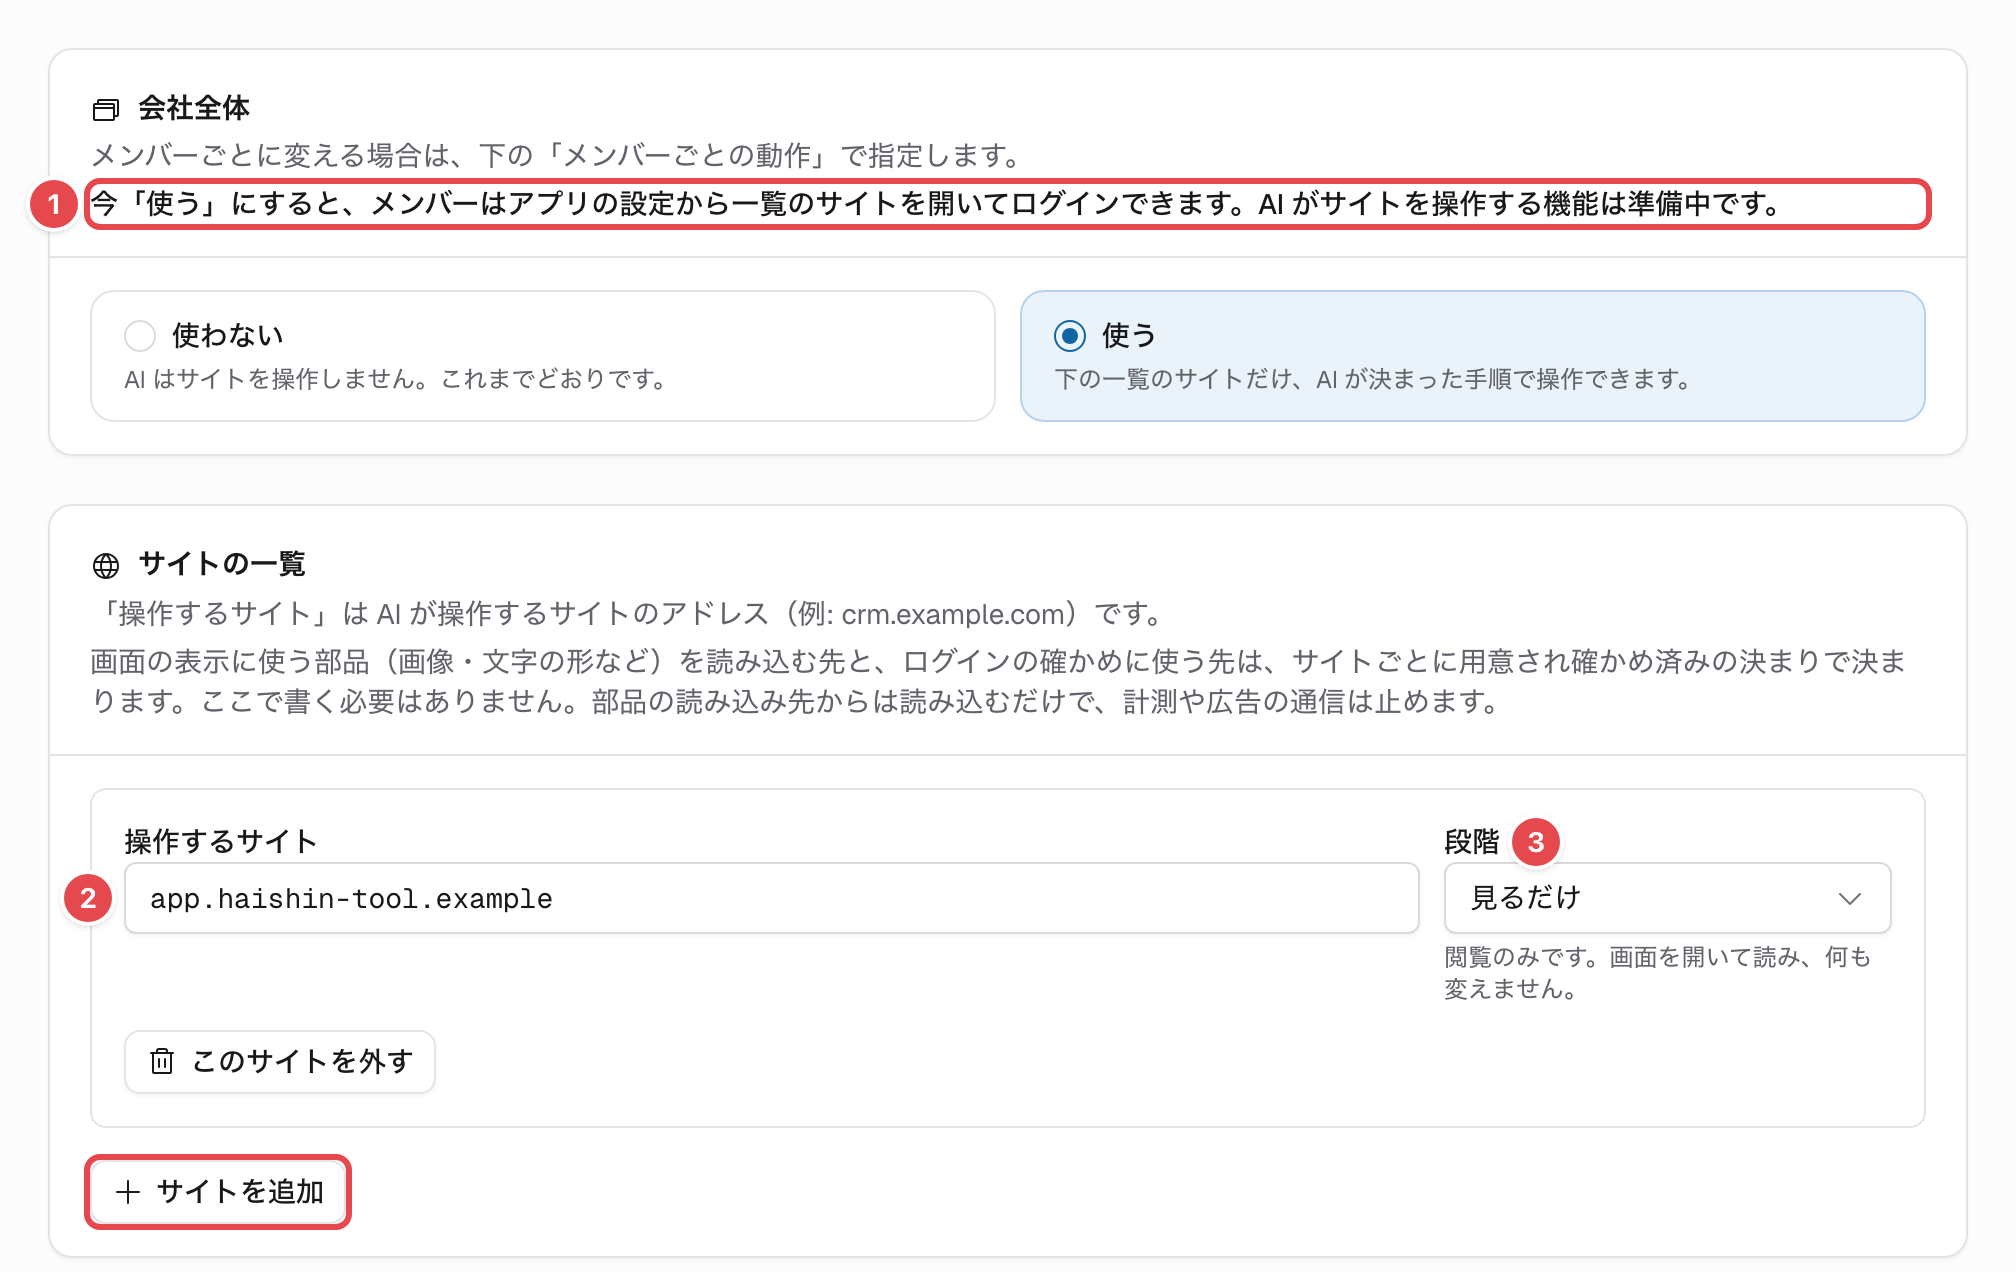 会社全体
メンバーごとに変える場合は、下の「メンバーごとの動作」で指定します。
1
今「使う」にすると、メンバーはアプリの設定から一覧のサイトを開いてログインできます。AI がサイトを操作する機能は準備中です。
使わない
AI はサイトを操作しません。これまでどおりです。
使う
下の一覧のサイトだけ、AI が決まった手順で操作できます。
サイトの一覧
「操作するサイト」は AI が操作するサイトのアドレス（例: crm.example.com）です。
画面の表示に使う部品（画像・文字の形など）を読み込む先と、ログインの確かめに使う先は、サイトごとに用意され確かめ済みの決まりで決ま
ります。ここで書く必要はありません。部品の読み込み先からは読み込むだけで、計測や広告の通信は止めます。
操作するサイト
2
app.haishin-tool.example
段階
3
見るだけ
閲覧のみです。画面を開いて読み、何も
変えません。
このサイトを外す
サイトを追加